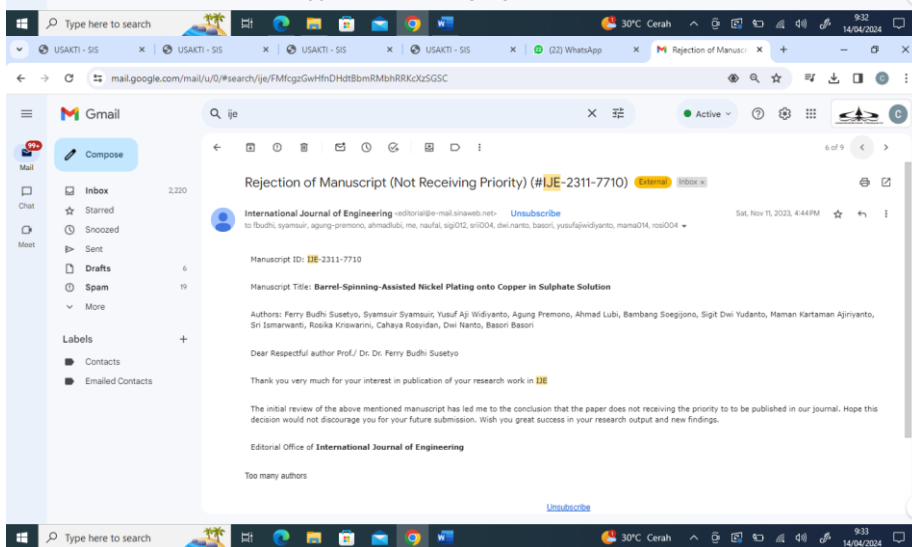 Type here to search
30°C Cerah
9:32
14/04/2024
USAKTI - SIS
USAKTI - SIS
USAKTI - SIS
USAKTI - SIS
(22) WhatsApp
Rejection of Manusc
mail.google.com/mail/u/0/#search/ije/FMfcgzGwHfnDHdtBbmRMbhRRKcXzSGSC
Gmail
ije
Active
99+
Mail
Chat
Meet
Compose
6 of 9
Inbox 2,220
Starred
Snoozed
Sent
Drafts 6
Spam 19
More
Labels
Contacts
Emailed Contacts
Rejection of Manuscript (Not Receiving Priority) (#IJE-2311-7710) External Inbox x
International Journal of Engineering <editorial@e-mail.sinaweb.net> Unsubscribe
Sat, Nov 11, 2023, 4:44 PM
to fbudhi, syamsuir, agung-premono, ahmadlubi, me, naufal, sigi012, srii004, dwi.nanto, basori, yusufajiwidiyanto, mama014, rosi004
Manuscript ID: IJE-2311-7710
Manuscript Title: Barrel-Spinning-Assisted Nickel Plating onto Copper in Sulphate Solution
Authors: Ferry Budhi Susetyo, Syamsuir Syamsuir, Yusuf Aji Widiyanto, Agung Premono, Ahmad Lubi, Bambang Soegijono, Sigit Dwi Yudanto, Maman Kartaman Ajiriyanto,
Sri Ismarwanti, Rosika Kriswarini, Cahaya Rosyidan, Dwi Nanto, Basori Basori
Dear Respectful author Prof./ Dr. Dr. Ferry Budhi Susetyo
Thank you very much for your interest in publication of your research work in IJE
The initial review of the above mentioned manuscript has led me to the conclusion that the paper does not receiving the priority to to be published in our journal. Hope this
decision would not discourage you for your future submission. Wish you great success in your research output and new findings.
Editorial Office of International Journal of Engineering
Too many authors
Unsubscribe
Type here to search
30°C Cerah
9:33
14/04/2024